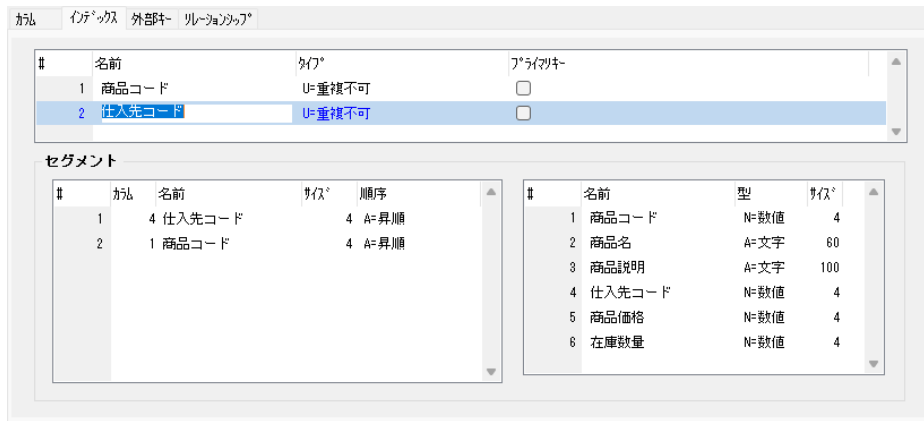 ｶﾗﾑ ｲﾝﾃﾞｯｸｽ 外部ｷｰ ﾘﾚｰｼｮﾝｼｯﾌﾟ
# 名前 ﾀｲﾌﾟ ﾌﾟﾗｲﾏﾘｷｰ
1 商品コード U=重複不可
2 仕入先コード U=重複不可
セグメント
# ｶﾗﾑ 名前 ｻｲｽﾞ 順序
1 4 仕入先コード 4 A=昇順
2 1 商品コード 4 A=昇順
# 名前 型 ｻｲｽﾞ
1 商品コード N=数値 4
2 商品名 A=文字 60
3 商品説明 A=文字 100
4 仕入先コード N=数値 4
5 商品価格 N=数値 4
6 在庫数量 N=数値 4